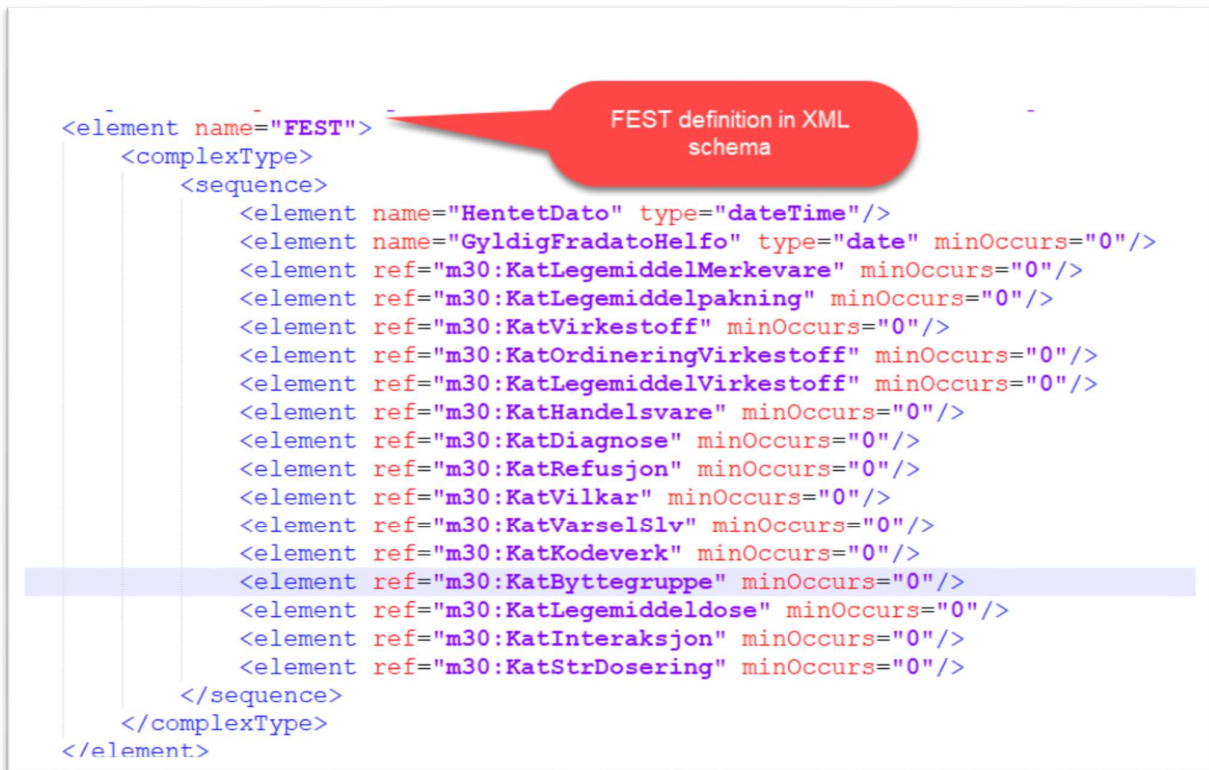 FEST definition in XML
schema
<element name="FEST">
<complexType>
<sequence>
<element name="HentetDato" type="dateTime"/>
<element name="GyldigFradatoHelfo" type="date" minOccurs="0"/>
<element ref="m30:KatLegemiddelMerkevare" minOccurs="0"/>
<element ref="m30:KatLegemiddelpakning" minOccurs="0"/>
<element ref="m30:KatVirkestoff" minOccurs="0"/>
<element ref="m30:KatOrdineringVirkestoff" minOccurs="0"/>
<element ref="m30:KatLegemiddelVirkestoff" minOccurs="0"/>
<element ref="m30:KatHandelsvare" minOccurs="0"/>
<element ref="m30:KatDiagnose" minOccurs="0"/>
<element ref="m30:KatRefusjon" minOccurs="0"/>
<element ref="m30:KatVilkar" minOccurs="0"/>
<element ref="m30:KatVarselSlv" minOccurs="0"/>
<element ref="m30:KatKodeverk" minOccurs="0"/>
<element ref="m30:KatByttegruppe" minOccurs="0"/>
<element ref="m30:KatLegemiddeldose" minOccurs="0"/>
<element ref="m30:KatInteraksjon" minOccurs="0"/>
<element ref="m30:KatStrDosering" minOccurs="0"/>
</sequence>
</complexType>
</element>